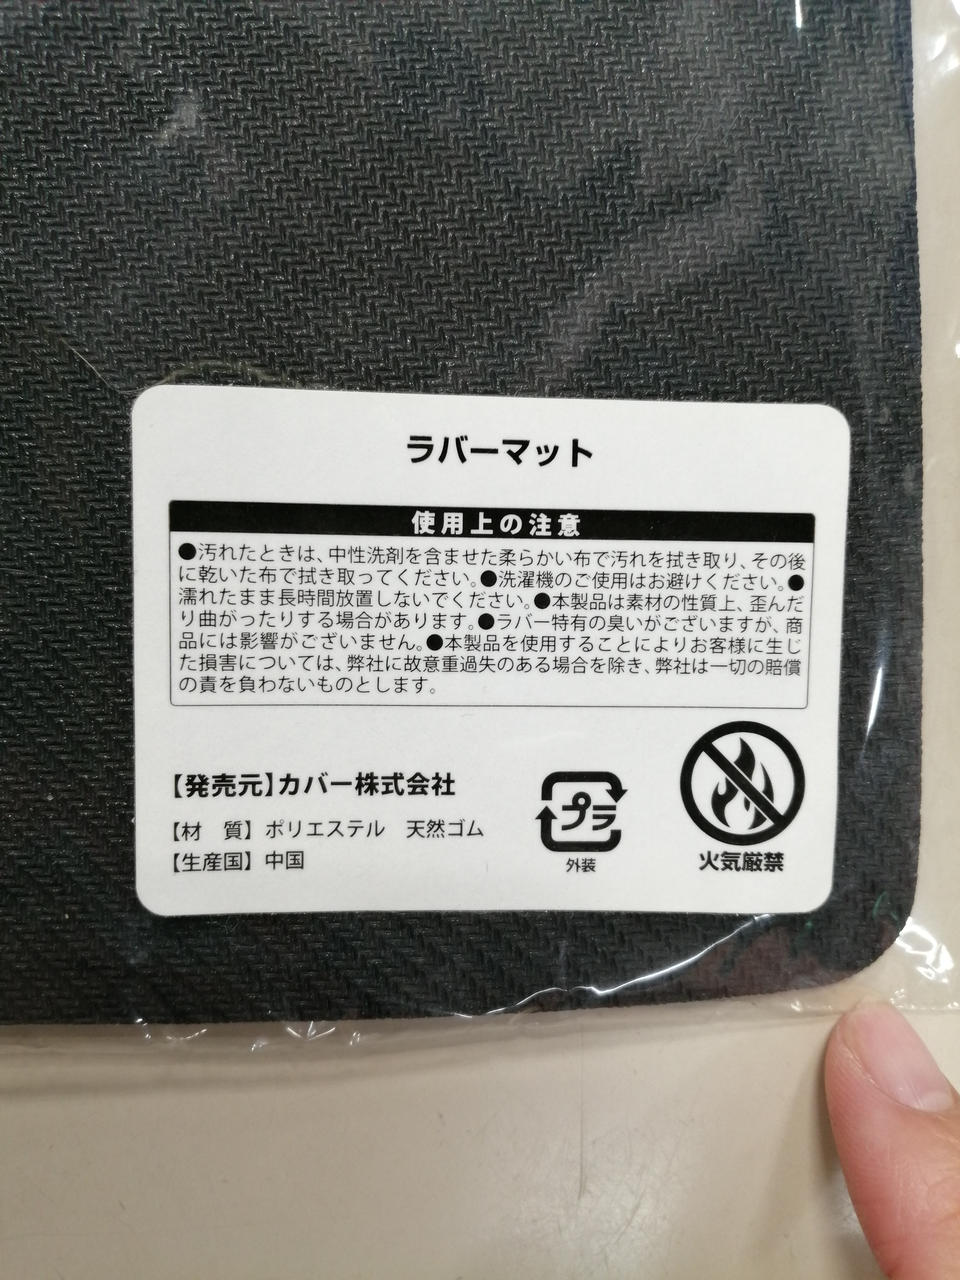 ラバーマット
使用上の注意
●汚れたときは、中性洗剤を含ませた柔らかい布で汚れを拭き取り、その後
に乾いた布で拭き取ってください。●洗濯機のご使用はお避けください。●
濡れたまま長時間放置しないでください。●本製品は素材の性質上、歪んだ
り曲がったりする場合があります。●ラバー特有の臭いがございますが、商
品には影響がございません。●本製品を使用することによりお客様に生じ
た損害については、弊社に故意重過失のある場合を除き、弊社は一切の賠償
の責を負わないものとします。
【発売元】カバー株式会社
【材　質】ポリエステル　天然ゴム
【生産国】中国
プラ
外装
火気厳禁